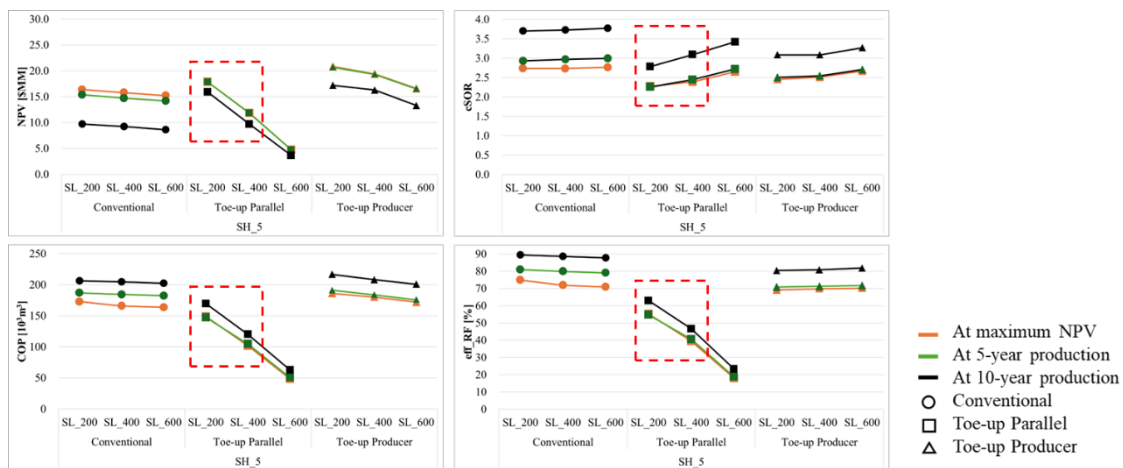 NPV [$MM]
30.0
25.0
20.0
15.0
10.0
5.0
0.0
SL_200 SL_400 SL_600 SL_200 SL_400 SL_600 SL_200 SL_400 SL_600
Conventional Toe-up Parallel Toe-up Producer
SH_5
cSOR
4.0
3.5
3.0
2.5
2.0
1.5
1.0
0.5
0.0
SL_200 SL_400 SL_600 SL_200 SL_400 SL_600 SL_200 SL_400 SL_600
Conventional Toe-up Parallel Toe-up Producer
SH_5
COP [10³m³]
250
200
150
100
50
0
SL_200 SL_400 SL_600 SL_200 SL_400 SL_600 SL_200 SL_400 SL_600
Conventional Toe-up Parallel Toe-up Producer
SH_5
eff_RF [%]
90
80
70
60
50
40
30
20
10
0
SL_200 SL_400 SL_600 SL_200 SL_400 SL_600 SL_200 SL_400 SL_600
Conventional Toe-up Parallel Toe-up Producer
SH_5
At maximum NPV
At 5-year production
At 10-year production
Conventional
Toe-up Parallel
Toe-up Producer